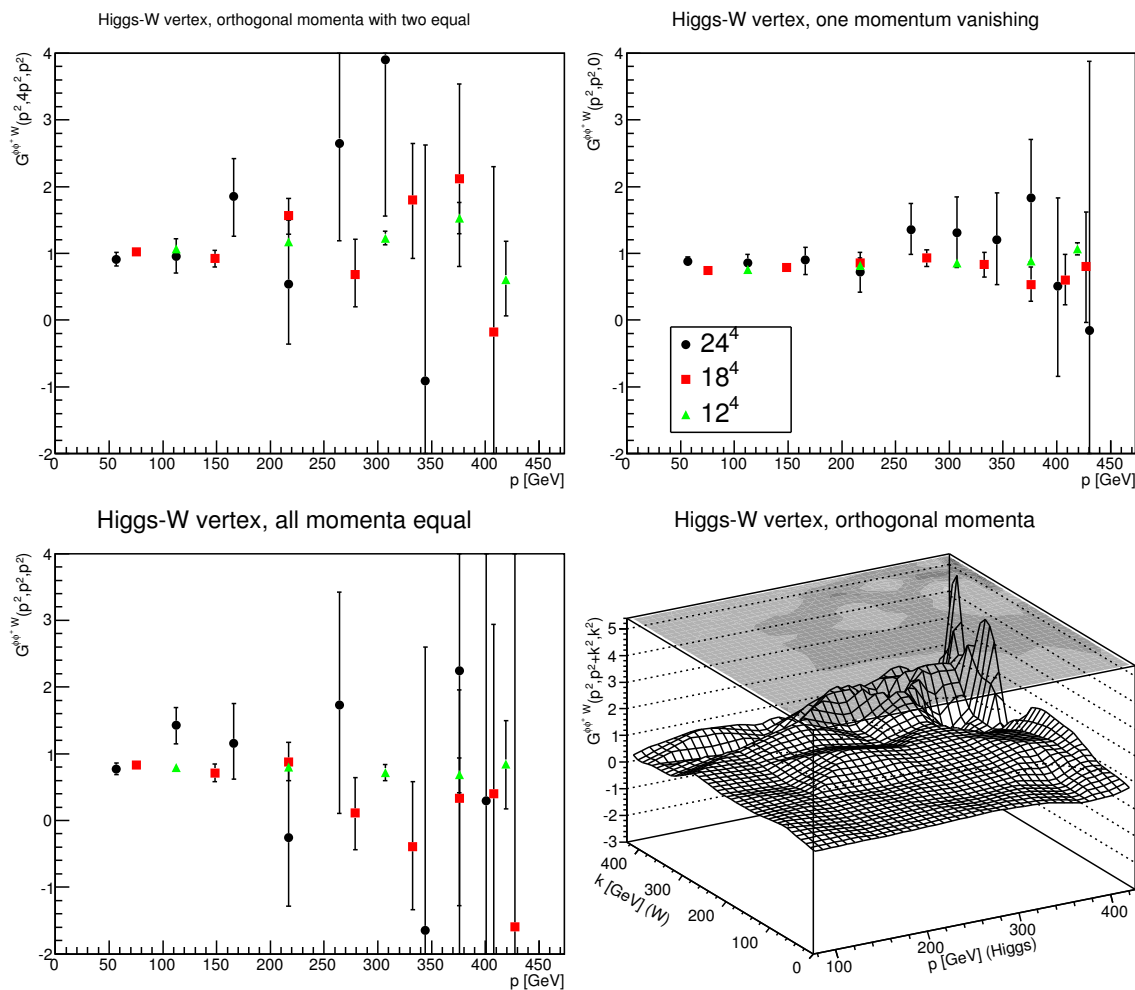 Higgs-W vertex, orthogonal momenta with two equal
G^{ϕϕ⁺ W}(p²,4p²,p²)
4
3
2
1
0
-1
-2
0 50 100 150 200 250 300 350 400 450
p [GeV]
Higgs-W vertex, one momentum vanishing
G^{ϕϕ⁺ W}(p²,p²,0)
4
3
2
1
0
-1
-2
24⁴
18⁴
12⁴
0 50 100 150 200 250 300 350 400 450
p [GeV]
Higgs-W vertex, all momenta equal
G^{ϕϕ⁺ W}(p²,p²,p²)
4
3
2
1
0
-1
-2
0 50 100 150 200 250 300 350 400 450
p [GeV]
Higgs-W vertex, orthogonal momenta
G^{ϕϕ⁺ W}(p²,p²+k²,k²)
5
4
3
2
1
0
-1
-2
-3
400 300 200 100 0
k [GeV] (W)
100 200 300 400
p [GeV] (Higgs)